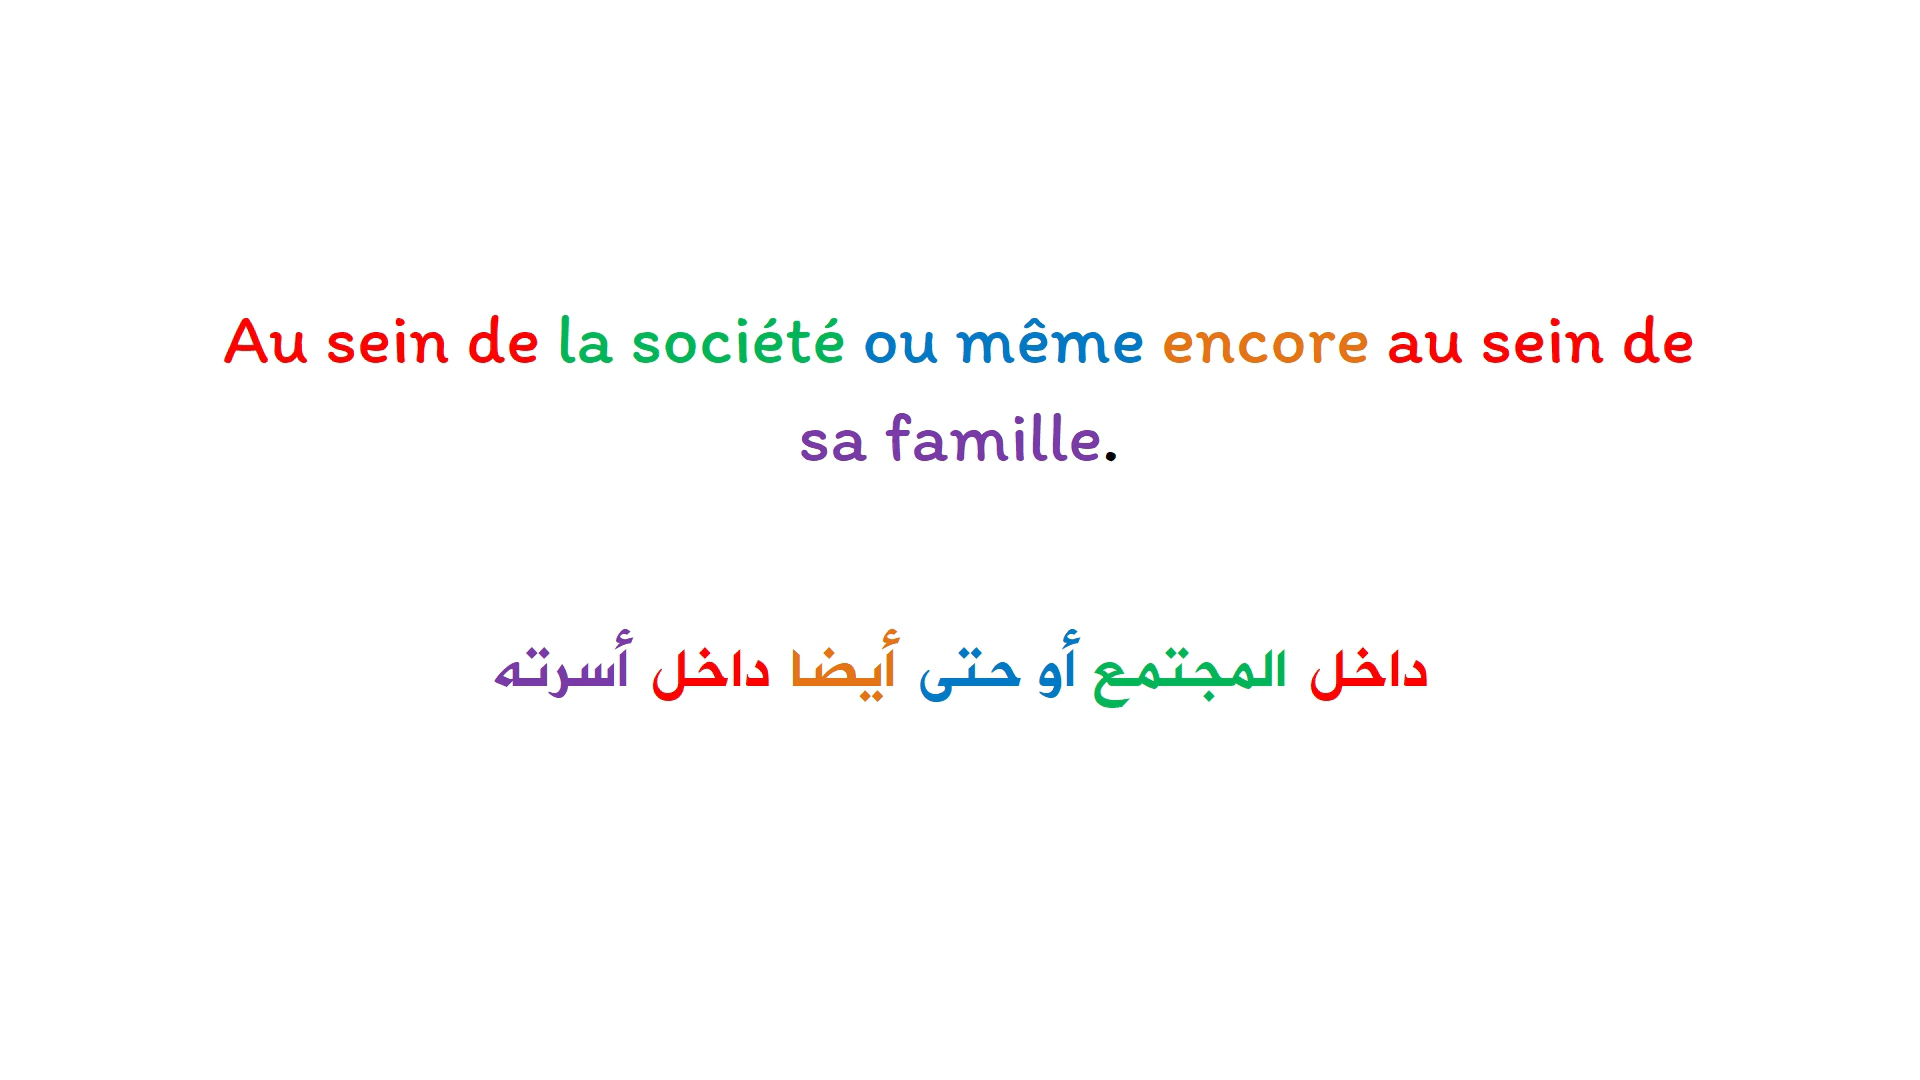 Au sein de la société ou même encore au sein de
sa famille.
داخل المجتمع أو حتى أيضا داخل أسرته